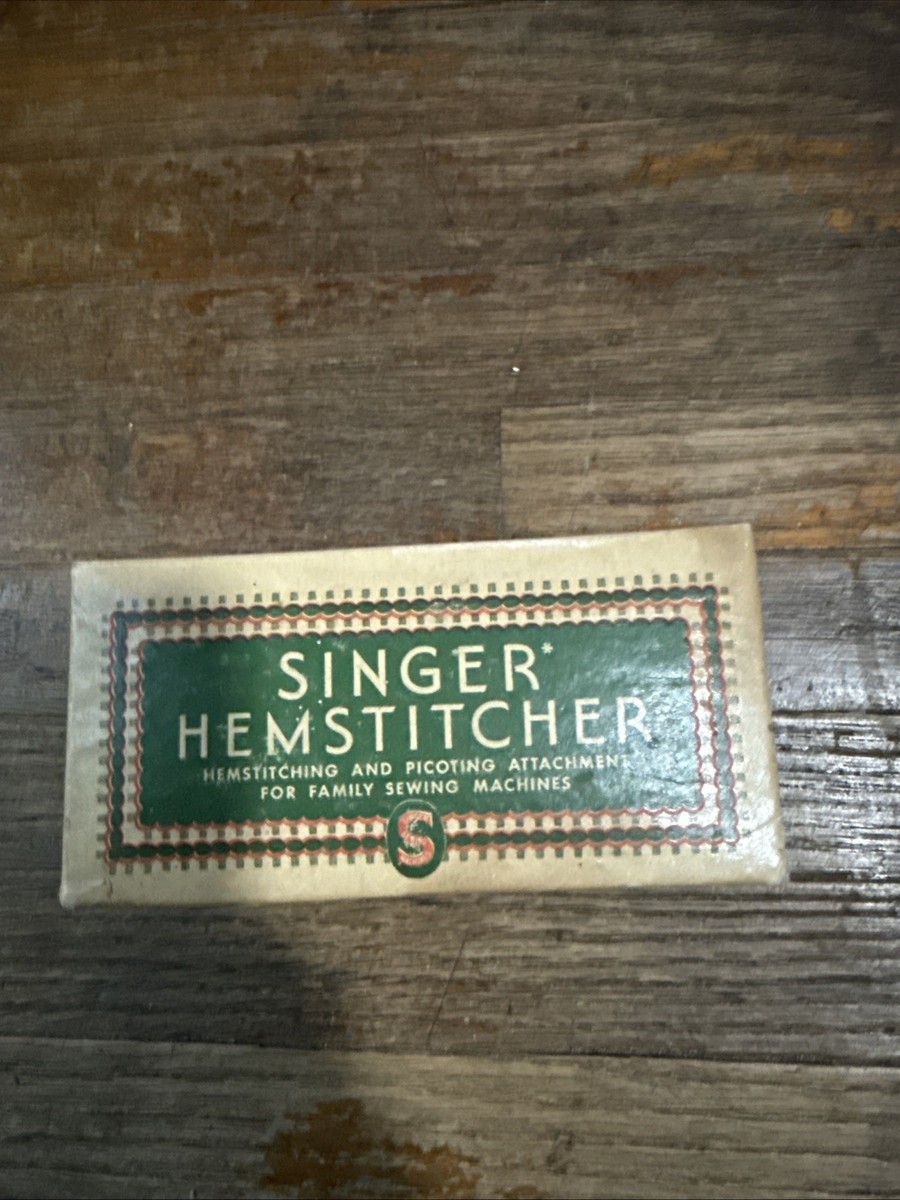 SINGER*
HEMSTITCHER
HEMSTITCHING AND PICOTING ATTACHMENT
FOR FAMILY SEWING MACHINES
S